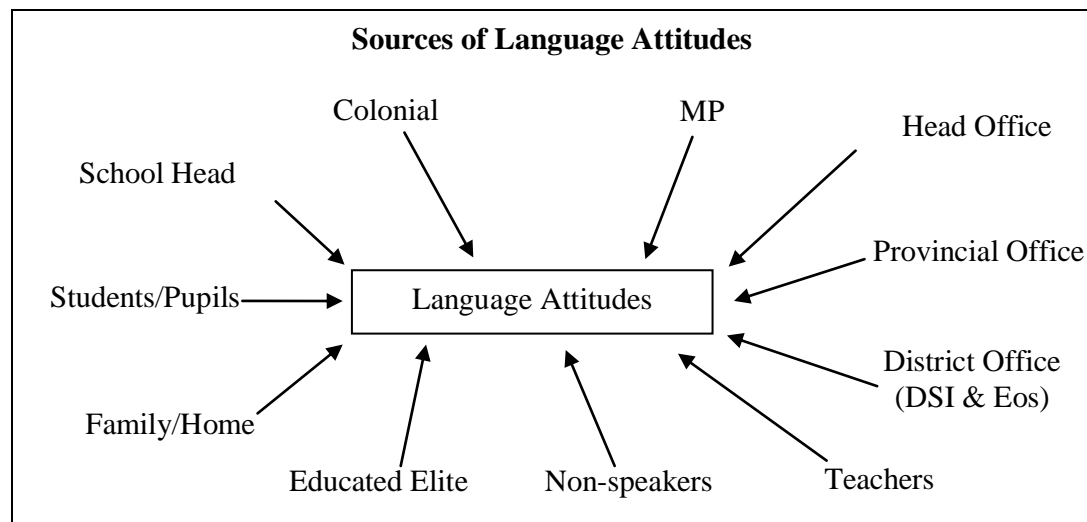 Sources of Language Attitudes
Colonial
MP
Head Office
School Head
Provincial Office
Students/Pupils
Language Attitudes
District Office
(DSI & Eos)
Family/Home
Educated Elite
Non-speakers
Teachers